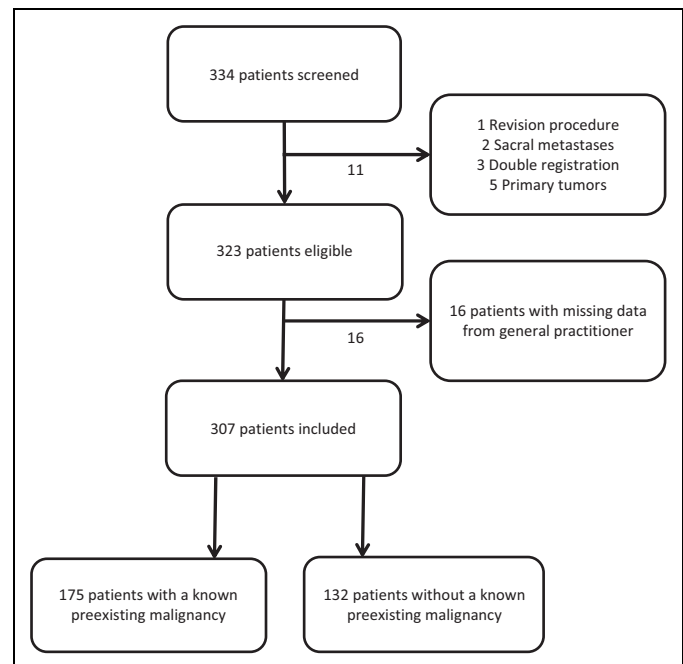 334 patients screened
1 Revision procedure
2 Sacral metastases
3 Double registration
5 Primary tumors
11
323 patients eligible
16 patients with missing data
from general practitioner
16
307 patients included
175 patients with a known
preexisting malignancy
132 patients without a known
preexisting malignancy